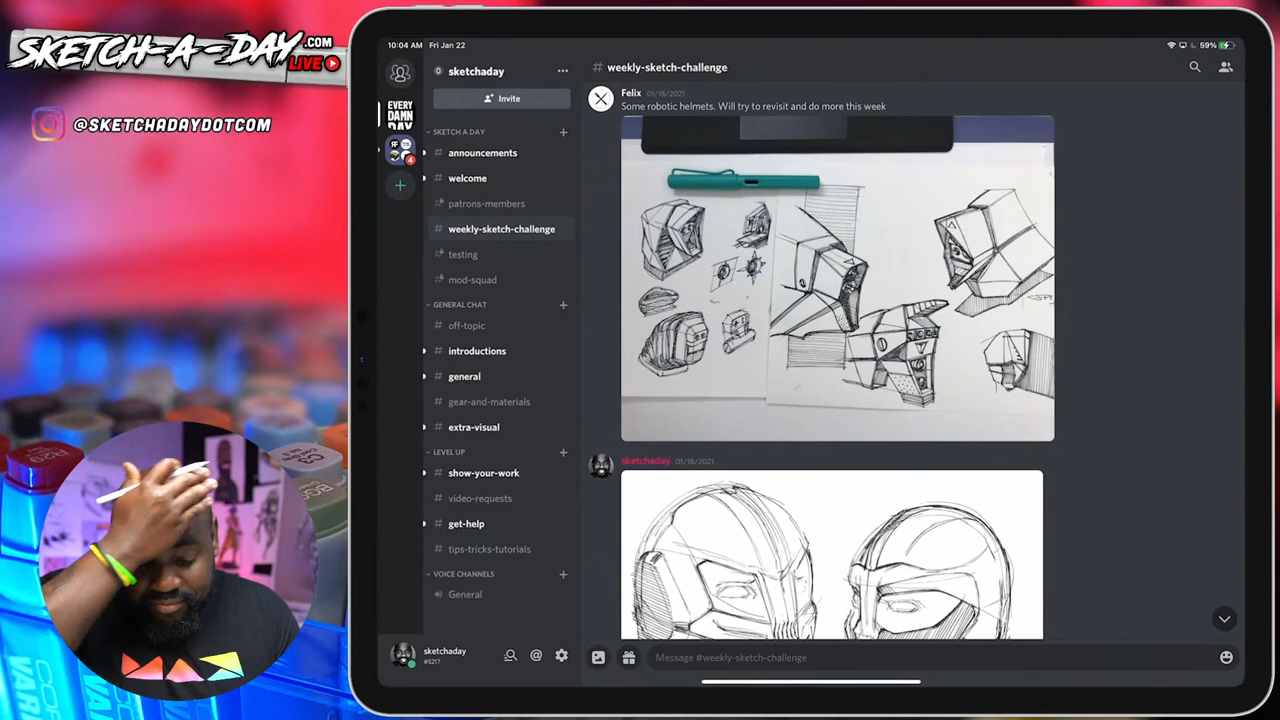 SKETCH-A-DAY.COM
LIVE
@SKETCHADAYDOTCOM
10:04 AM Fri Jan 22
59%
sketchaday
Invite
EVERY
DAMN
DAY
4
SKETCH A DAY
announcements
welcome
patrons-members
weekly-sketch-challenge
testing
mod-squad
GENERAL CHAT
off-topic
introductions
general
gear-and-materials
extra-visual
LEVEL UP
show-your-work
video-requests
get-help
tips-tricks-tutorials
VOICE CHANNELS
General
sketchaday
#5217
# weekly-sketch-challenge
Felix 01/18/2021
Some robotic helmets. Will try to revisit and do more this week
sketchaday 01/18/2021
Message #weekly-sketch-challenge
R29
C3